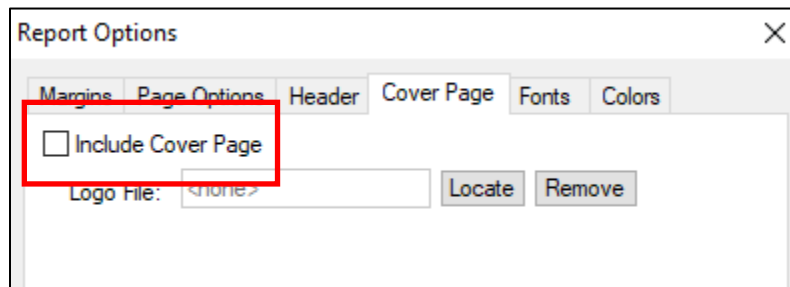 Report Options
Margins Page Options Header Cover Page Fonts Colors
Include Cover Page
Logo File: <none> Locate Remove